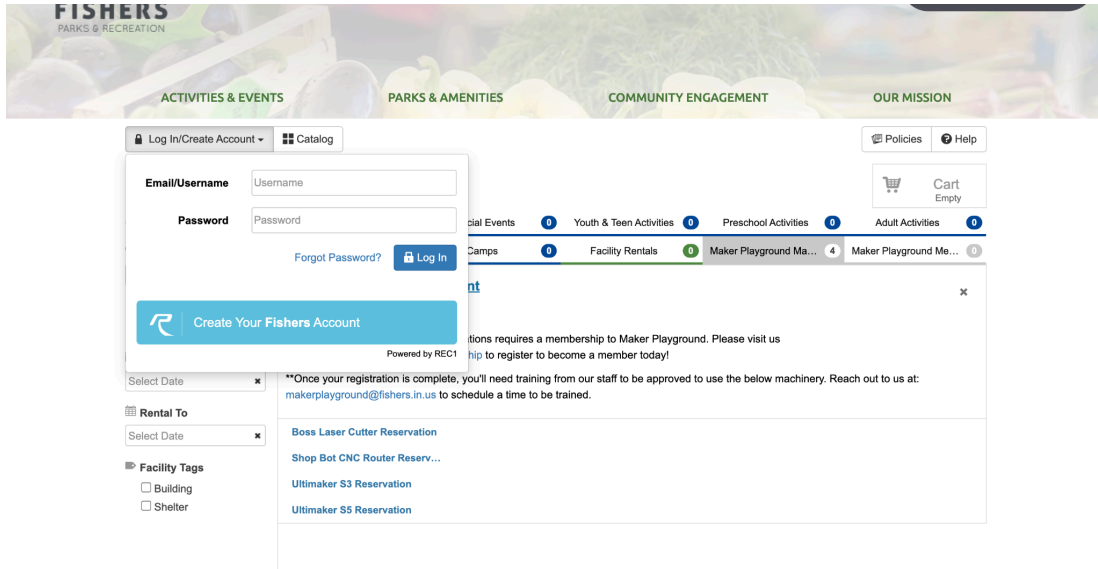 FISHERS
PARKS & RECREATION
ACTIVITIES & EVENTS
PARKS & AMENITIES
COMMUNITY ENGAGEMENT
OUR MISSION
Log In/Create Account
Catalog
Policies
Help
Email/Username
Username
Cart
Empty
Password
Password
cial Events 0
Youth & Teen Activities 0
Preschool Activities 0
Adult Activities 0
Forgot Password?
Log In
Camps 0
Facility Rentals 0
Maker Playground Ma... 4
Maker Playground Me... 0
nt
Create Your Fishers Account
Powered by REC1
ations requires a membership to Maker Playground. Please visit us
hip to register to become a member today!
**Once your registration is complete, you'll need training from our staff to be approved to use the below machinery. Reach out to us at:
makerplayground@fishers.in.us to schedule a time to be trained.
Select Date
Rental To
Select Date
Facility Tags
Building
Shelter
Boss Laser Cutter Reservation
Shop Bot CNC Router Reserv...
Ultimaker S3 Reservation
Ultimaker S5 Reservation